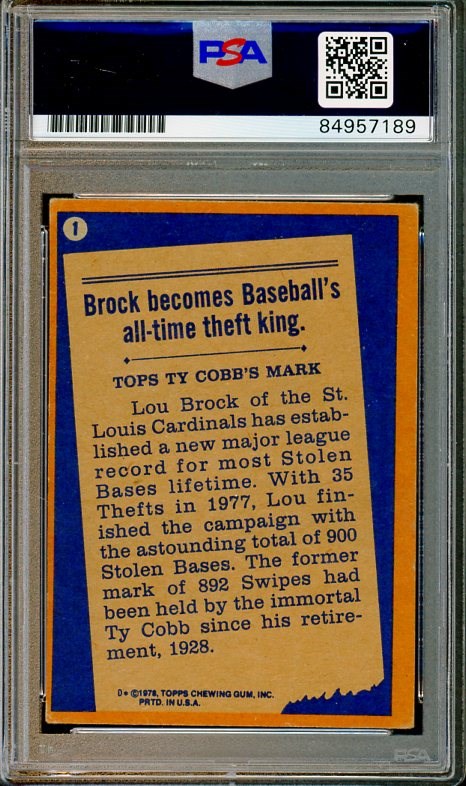 PSA
84957189
1
Brock becomes Baseball's
all-time theft king.
TOPS TY COBB'S MARK
Lou Brock of the St.
Louis Cardinals has estab-
lished a new major league
record for most Stolen
Bases lifetime. With 35
Thefts in 1977, Lou fin-
ished the campaign with
the astounding total of 900
Stolen Bases. The former
mark of 892 Swipes had
been held by the immortal
Ty Cobb since his retire-
ment, 1928.
D* ©1978, TOPPS CHEWING GUM, INC.
PRTD. IN U.S.A.
PSA